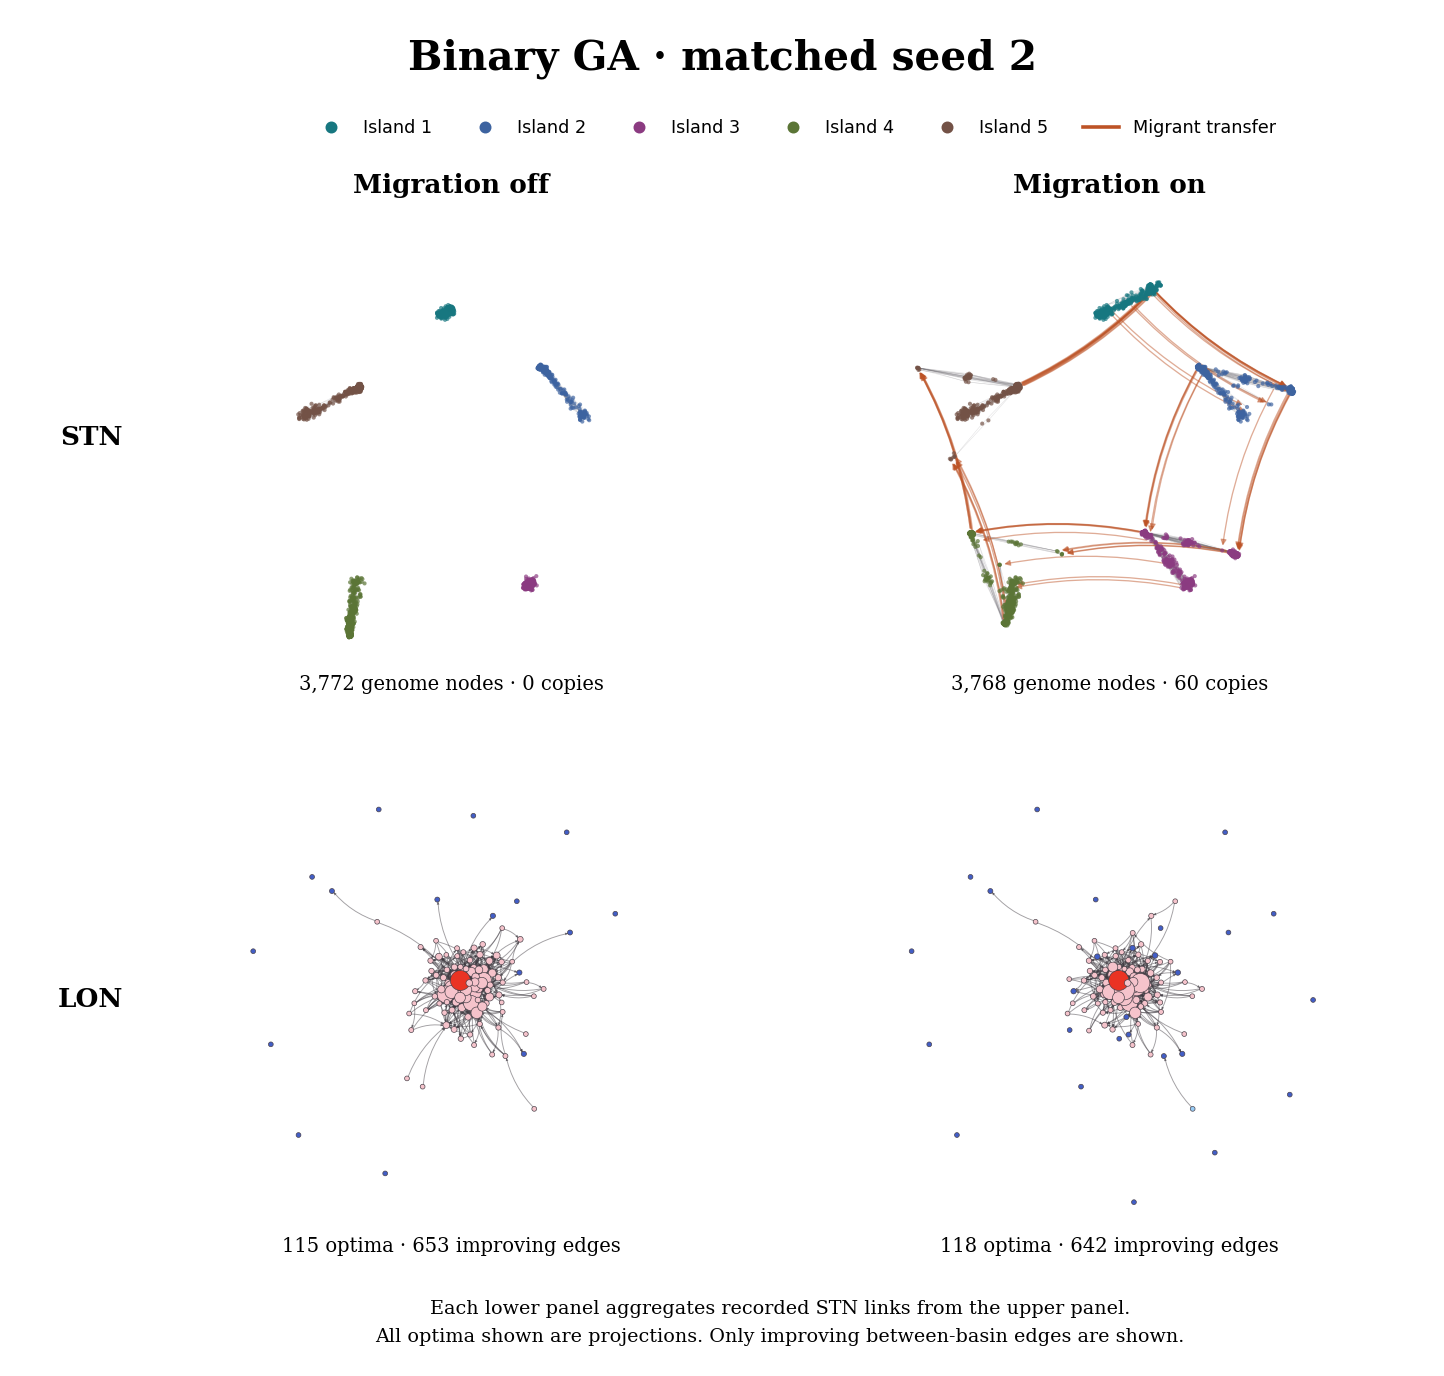 Binary GA · matched seed 2
Island 1
Island 2
Island 3
Island 4
Island 5
Migrant transfer
Migration off
Migration on
STN
3,772 genome nodes · 0 copies
3,768 genome nodes · 60 copies
LON
115 optima · 653 improving edges
118 optima · 642 improving edges
Each lower panel aggregates recorded STN links from the upper panel.
All optima shown are projections. Only improving between-basin edges are shown.